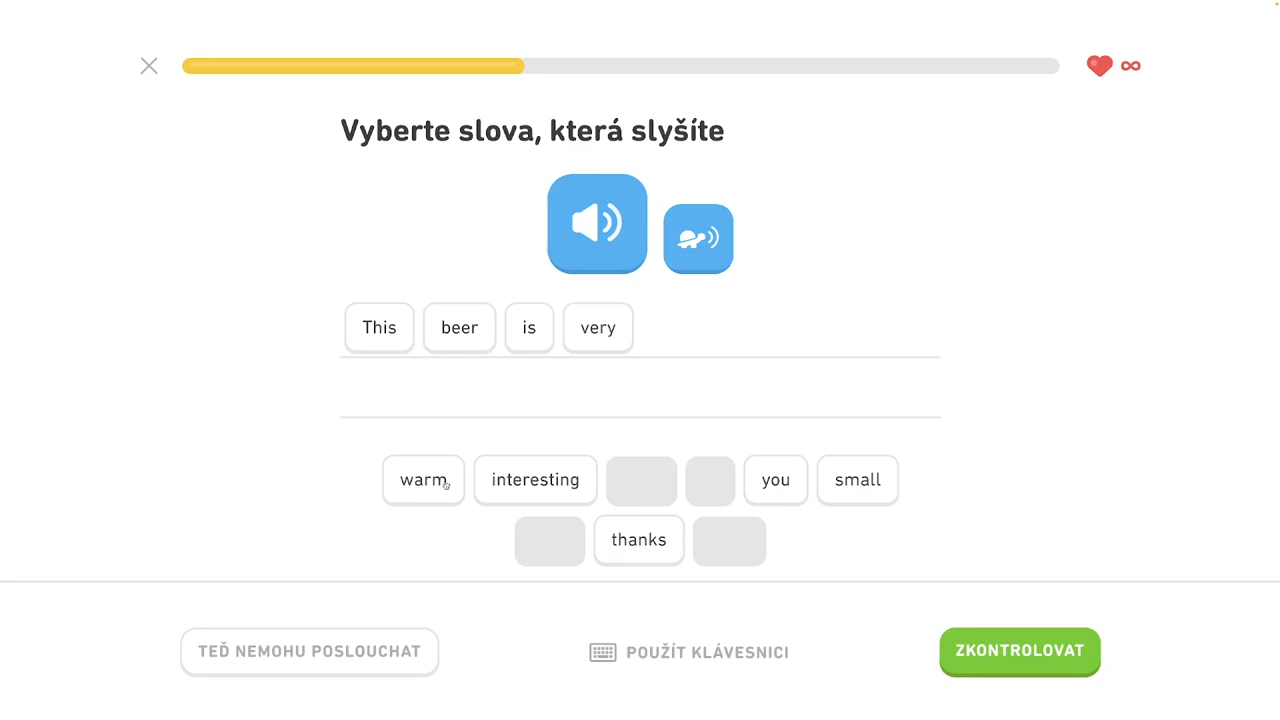 Vyberte slova, která slyšíte
This beer is very
warm interesting you small
thanks
TEĎ NEMOHU POSLOUCHAT POUŽÍT KLÁVESNICI ZKONTROLOVAT